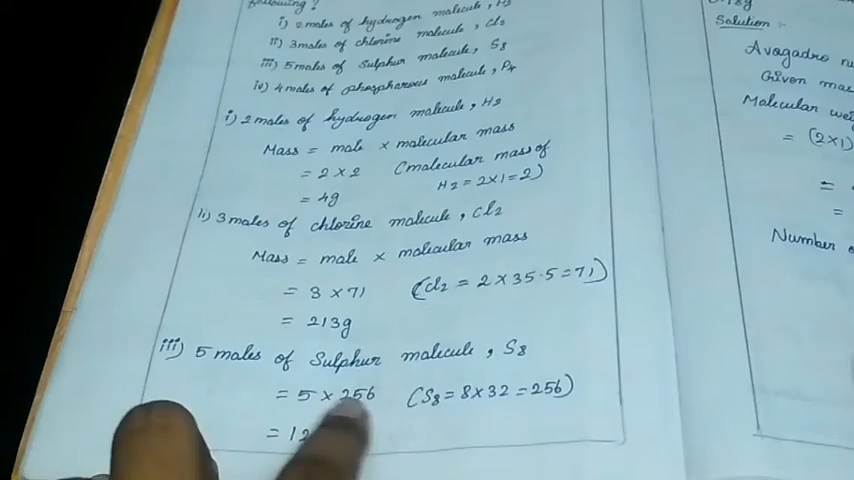 following?
i) 2 moles of hydrogen molecule, H2
ii) 3 moles of chlorine molecule, Cl2
iii) 5 moles of Sulphur molecule, S8
iv) 4 moles of phosphorous molecule, P4
i) 2 moles of hydrogen molecule, H2
Mass = mole × molecular mass
= 2 × 2 (molecular mass of
= 4g H2 = 2×1=2)
ii) 3 moles of chlorine molecule, Cl2
Mass = mole × molecular mass
= 3 × 71 (Cl2 = 2×35.5=71)
= 213g
iii) 5 moles of Sulphur molecule, S8
= 5 × 256 (S8 = 8×32 = 256)
= 12
Solution :-
Avagadro
Given
Molecular
= (2×1)
=
=
Number